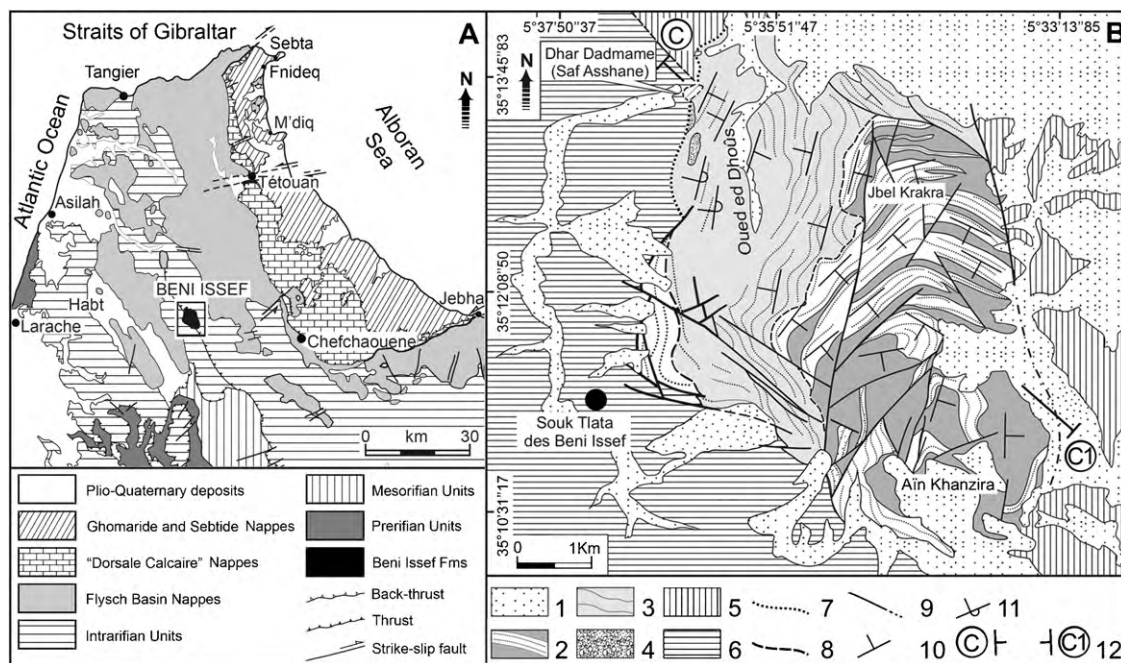 Straits of Gibraltar
A
Sebta
Fnideq
Tangier
N
M'diq
Atlantic Ocean
Alboran
Sea
Tétouan
Asilah
BENI ISSEF
Habt
Jebha
Larache
Chefchaouene
0 km 30
Plio-Quaternary deposits
Ghomaride and Sebtide Nappes
"Dorsale Calcaire" Nappes
Flysch Basin Nappes
Intrarifian Units
Mesorifian Units
Prerifian Units
Beni Issef Fms
Back-thrust
Thrust
Strike-slip fault
5°37'50"37
5°35'51"47
5°33'13"85
B
C
Dhar Dadmame
(Saf Asshane)
N
35°13'45"83
Oued ed Dhoûs
Jbel Krakra
35°12'08"50
Souk Tlata
des Beni Issef
C1
Aïn Khanzira
35°10'31"17
0 1Km
1 3 5 7 9 11
2 4 6 8 10 C C1 12